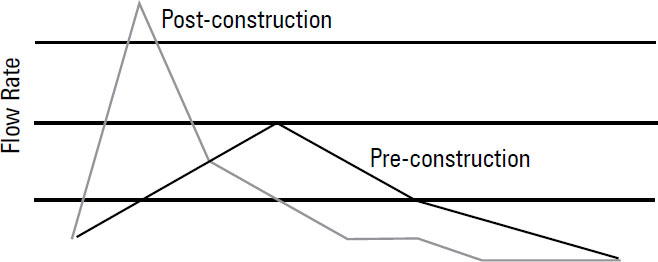 Post-construction
Flow Rate
Pre-construction